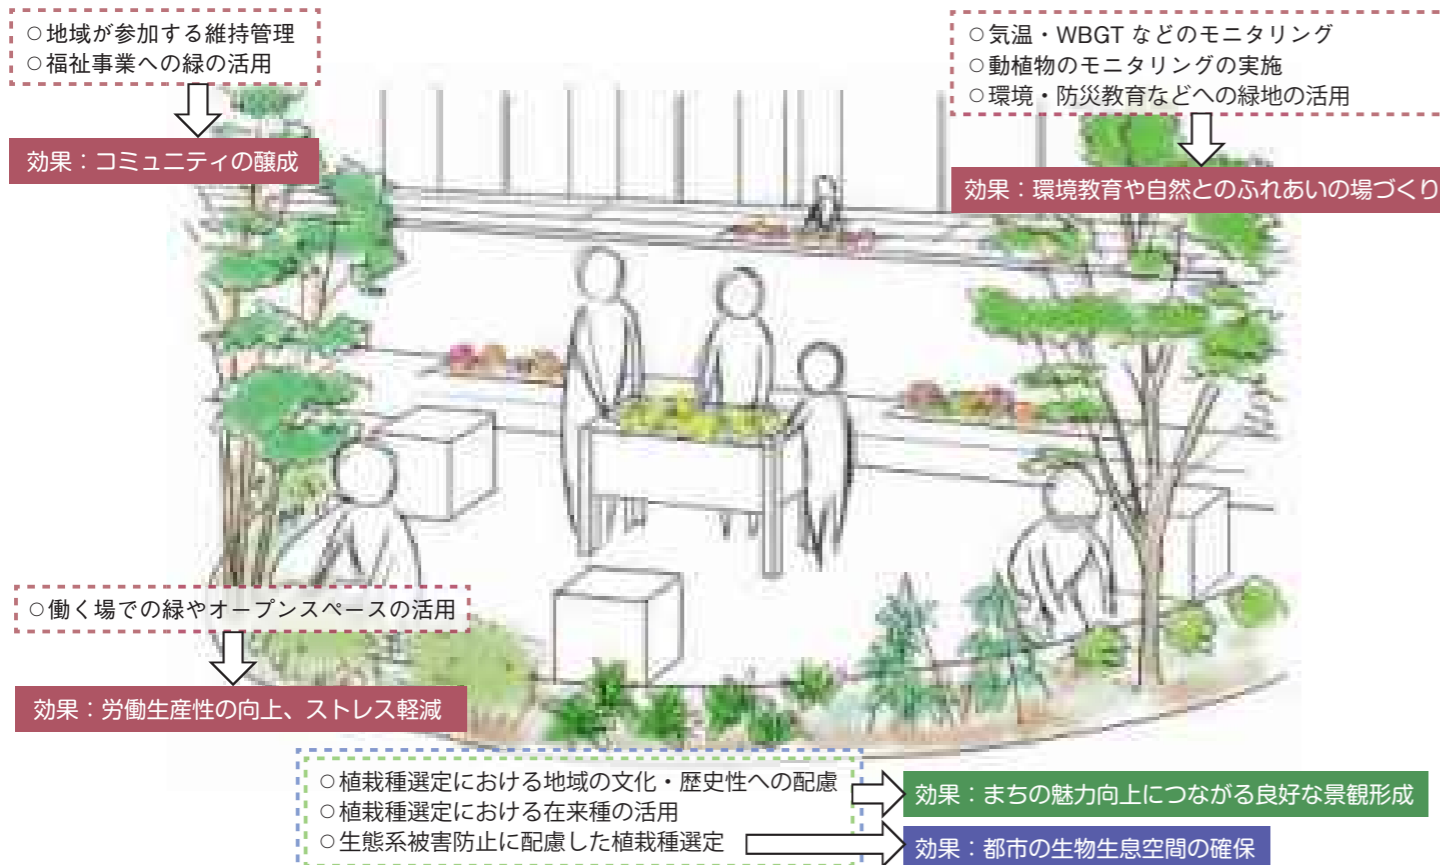 ○地域が参加する維持管理
○福祉事業への緑の活用
効果：コミュニティの醸成
○気温・WBGT などのモニタリング
○動植物のモニタリングの実施
○環境・防災教育などへの緑地の活用
効果：環境教育や自然とのふれあいの場づくり
○働く場での緑やオープンスペースの活用
効果：労働生産性の向上、ストレス軽減
○植栽種選定における地域の文化・歴史性への配慮
○植栽種選定における在来種の活用
○生態系被害防止に配慮した植栽種選定
効果：まちの魅力向上につながる良好な景観形成
効果：都市の生物生息空間の確保